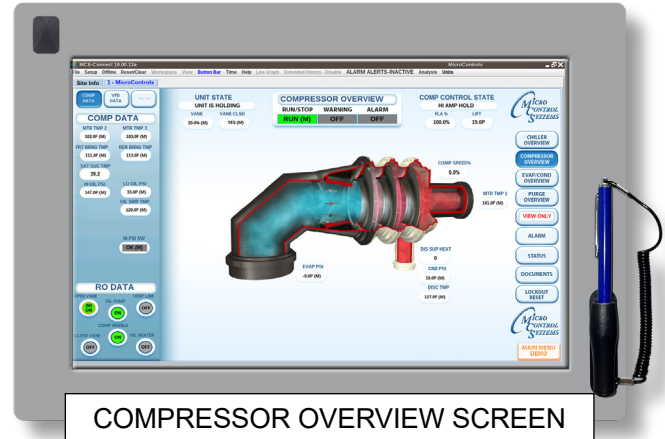 MCS-Connect 19.00.13a-
MicroControls
File Setup Offline Reset/Clear Workspace View Button Bar Time Help Live Graph Extended History - Disable ALARM ALERTS-INACTIVE Analysis Units
Site Info 1 - MicroControls
COMP DATA
VFD DATA
COMP DATA
MTR TMP 2 MTR TMP 3
102.0F (M) 103.0F (M)
FRT BRNG TMP RER BRNG TMP
111.0F (M) 113.0F (M)
SAT SUC TMP
39.2
HI OIL PSI LO OIL PSI
147.0P (M) 33.0P (M)
OIL SMP TMP
129.0F (M)
HI PSI SW
OK (M)
RO DATA
OPEN VANE OIL PUMP VENT LINE
ON
ON
OFF
COMP ENABLE
CLOSE VANE OIL HEATER
OFF
ON
OFF
UNIT STATE
UNIT IS HOLDING
VANE VANE CLSD
20.0% (M) YES (M)
COMPRESSOR OVERVIEW
RUN/STOP WARNING ALARM
RUN (M) OFF OFF
COMP CONTROL STATE
HI AMP HOLD
FLA % LIFT
100.0% 19.0P
COMP SPEED%
0.0%
MTR TMP 1
101.0F (M)
DIS SUP HEAT
0
CND PSI
10.0P (M)
DISC TMP
127.0F (M)
EVAP PSI
-9.0P (M)
MICRO CONTROL SYSTEMS
CHILLER OVERVIEW
COMPRESSOR OVERVIEW
EVAP/COND OVERVIEW
PURGE OVERVIEW
VIEW ONLY
ALARM
STATUS
DOCUMENTS
LOCKOUT RESET
MICRO CONTROL SYSTEMS
MAIN MENU DEMO
COMPRESSOR OVERVIEW SCREEN